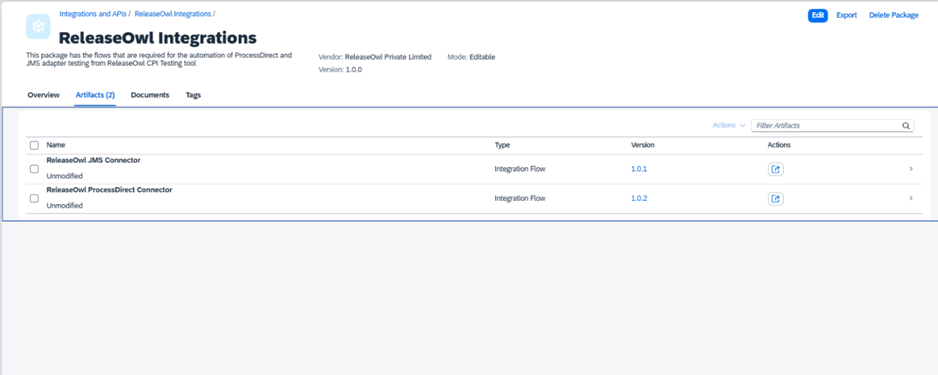 Integrations and APIs / ReleaseOwl Integrations /
Edit Export Delete Package
ReleaseOwl Integrations
This package has the flows that are required for the automation of ProcessDirect and
JMS adapter testing from ReleaseOwl CPI Testing tool
Vendor: ReleaseOwl Private Limited Mode: Editable
Version: 1.0.0
Overview Artifacts (2) Documents Tags
Actions Filter Artifacts
Name Type Version Actions
ReleaseOwl JMS Connector
Unmodified
Integration Flow 1.0.1
ReleaseOwl ProcessDirect Connector
Unmodified
Integration Flow 1.0.2